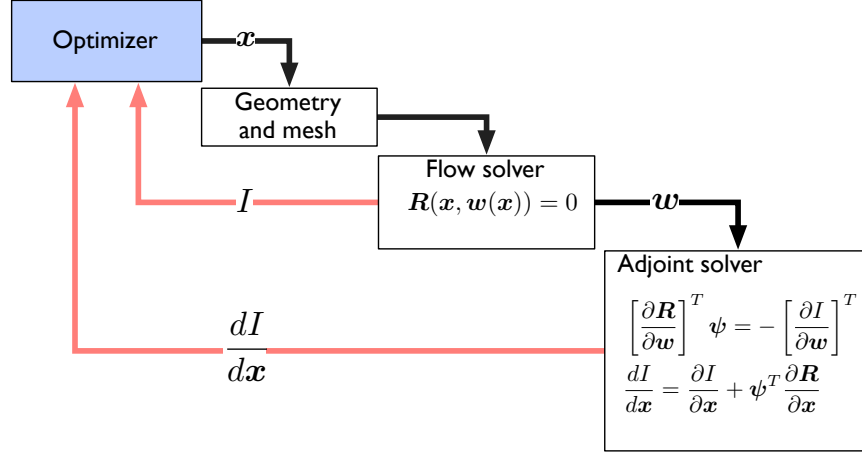 Optimizer
x
Geometry
and mesh
Flow solver
R(x, w(x)) = 0
I
w
Adjoint solver
[∂R/∂w]^T ψ = −[∂I/∂w]^T
dI/dx
dI/dx = ∂I/∂x + ψ^T ∂R/∂x